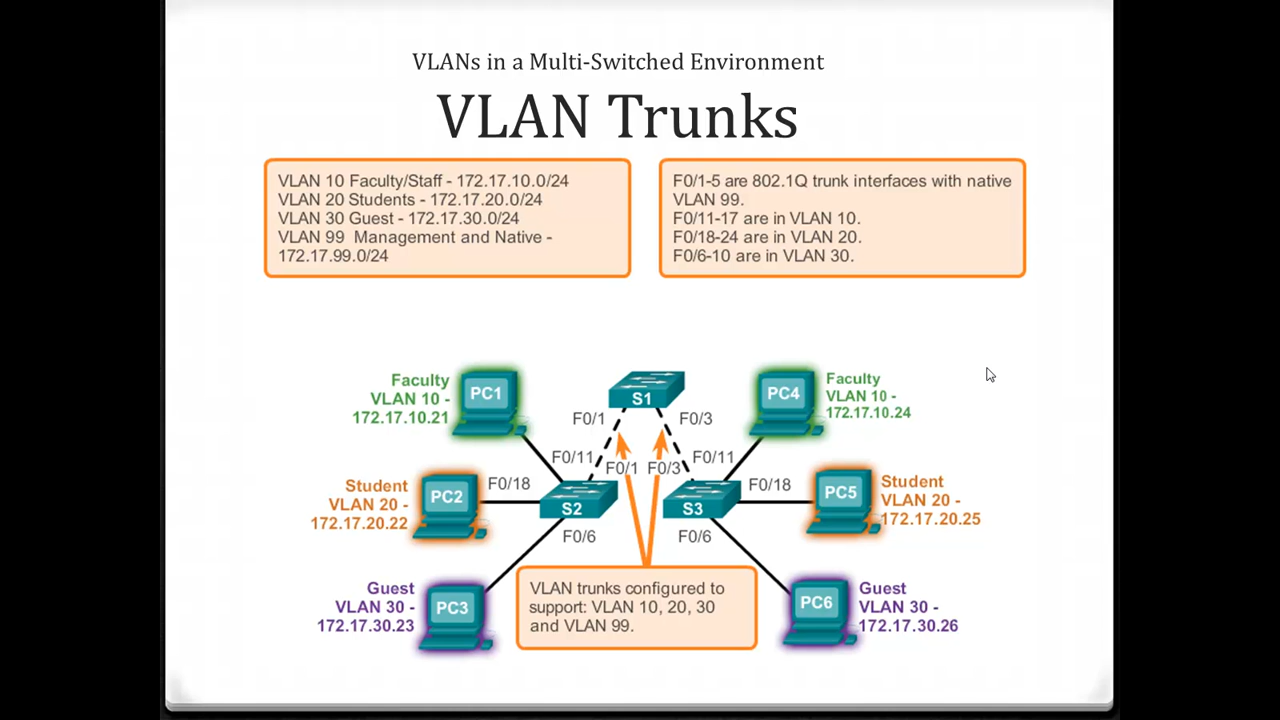 VLANs in a Multi-Switched Environment
VLAN Trunks
VLAN 10 Faculty/Staff - 172.17.10.0/24
VLAN 20 Students - 172.17.20.0/24
VLAN 30 Guest - 172.17.30.0/24
VLAN 99 Management and Native -
172.17.99.0/24
F0/1-5 are 802.1Q trunk interfaces with native
VLAN 99.
F0/11-17 are in VLAN 10.
F0/18-24 are in VLAN 20.
F0/6-10 are in VLAN 30.
Faculty
VLAN 10 -
172.17.10.21
PC1
S1
F0/1
F0/3
PC4
Faculty
VLAN 10 -
172.17.10.24
F0/11
F0/1
F0/3
F0/11
Student
VLAN 20 -
172.17.20.22
PC2
F0/18
S2
S3
F0/18
PC5
Student
VLAN 20 -
172.17.20.25
F0/6
F0/6
Guest
VLAN 30 -
172.17.30.23
PC3
VLAN trunks configured to
support: VLAN 10, 20, 30
and VLAN 99.
PC6
Guest
VLAN 30 -
172.17.30.26